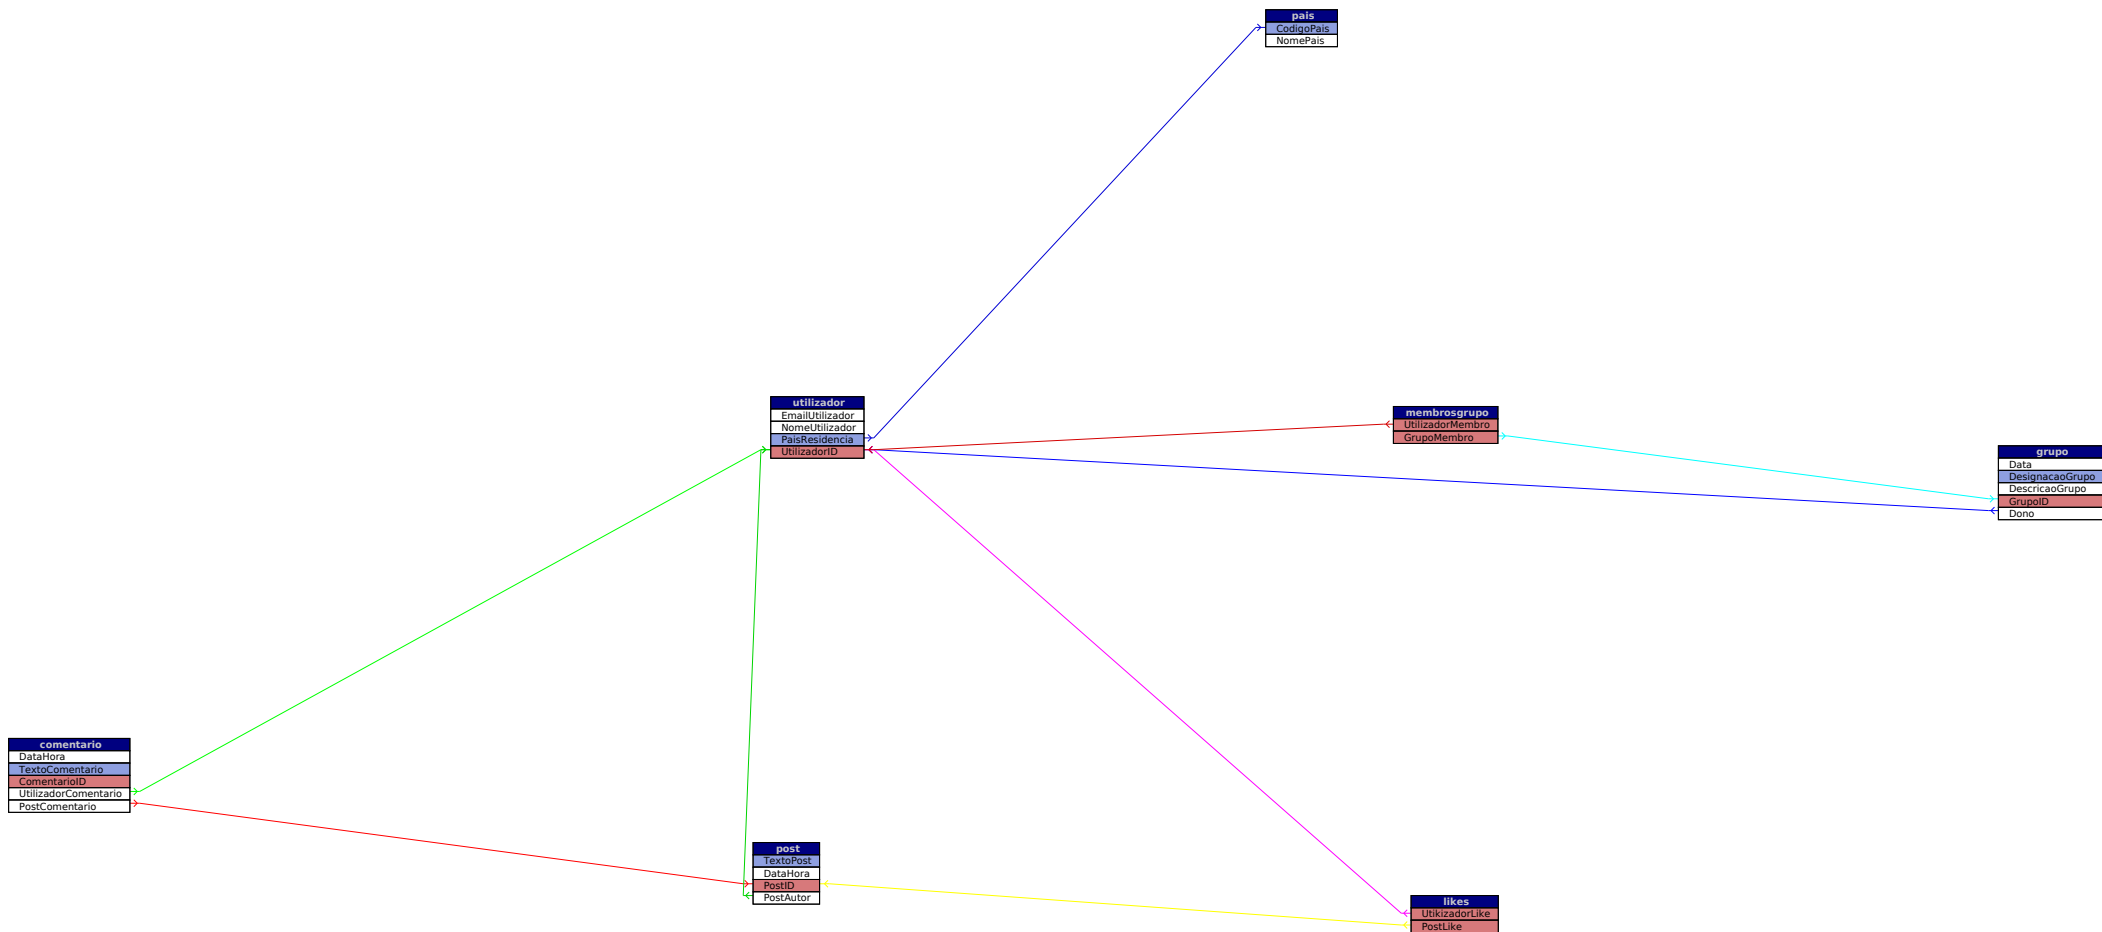 pais
CodigoPais
NomePais
utilizador
EmailUtilizador
NomeUtilizador
PaisResidencia
UtilizadorID
membrosgrupo
UtilizadorMembro
GrupoMembro
grupo
Data
DesignacaoGrupo
DescricaoGrupo
GrupoID
Dono
comentario
DataHora
TextoComentario
ComentarioID
UtilizadorComentario
PostComentario
post
TextoPost
DataHora
PostID
PostAutor
likes
UtikizadorLike
PostLike